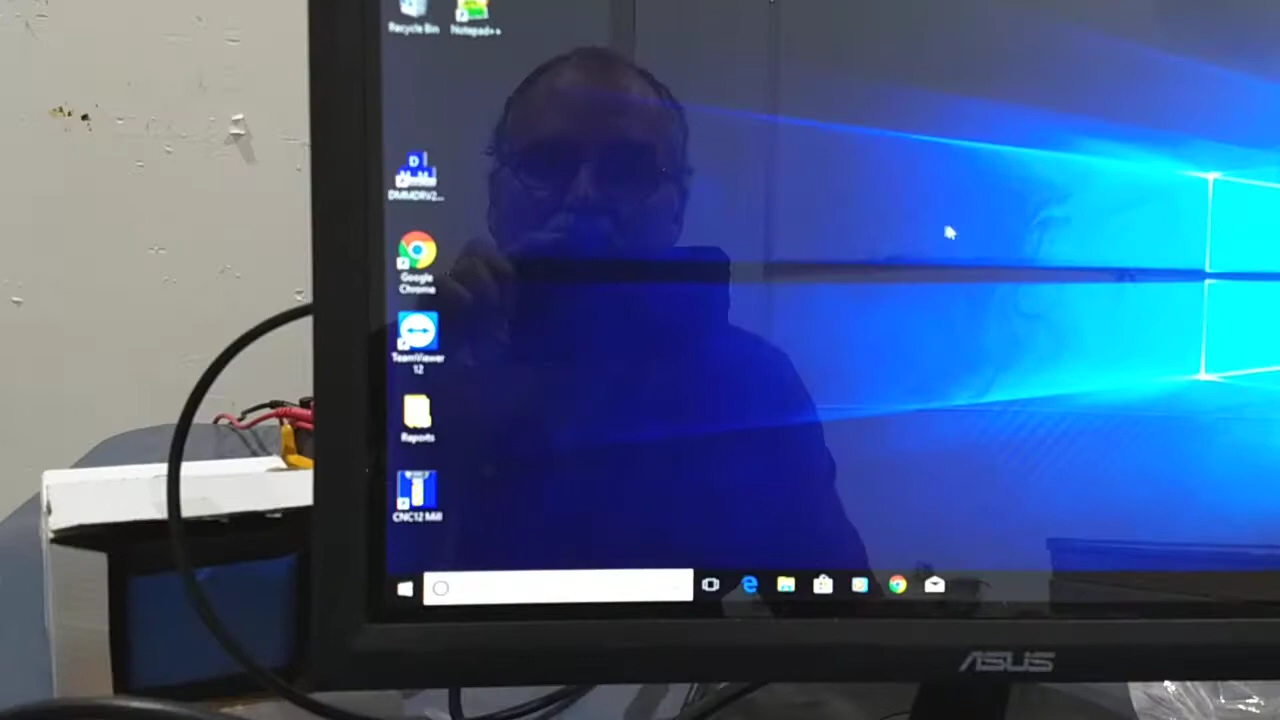 Recycle Bin
Notepad++
D
DMMDRV2...
Google
Chrome
TeamViewer
12
Reports
CNC12 Mill
ASUS